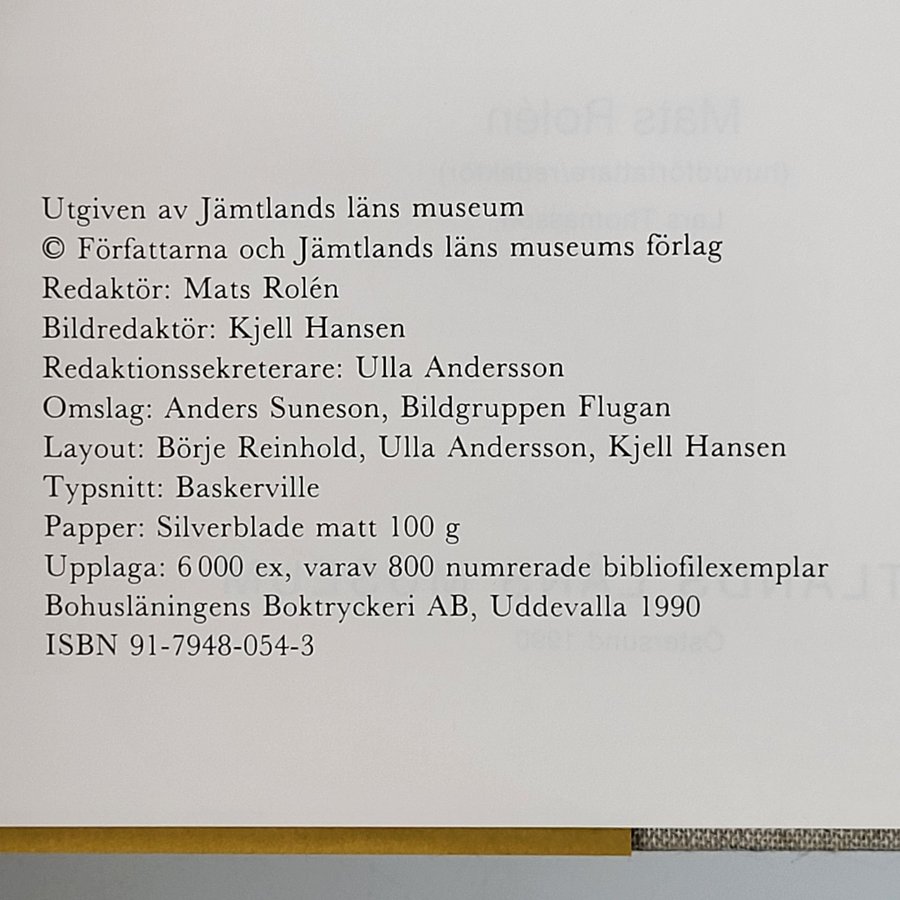 Utgiven av Jämtlands läns museum
© Författarna och Jämtlands läns museums förlag
Redaktör: Mats Rolén
Bildredaktör: Kjell Hansen
Redaktionssekreterare: Ulla Andersson
Omslag: Anders Suneson, Bildgruppen Flugan
Layout: Börje Reinhold, Ulla Andersson, Kjell Hansen
Typsnitt: Baskerville
Papper: Silverblade matt 100 g
Upplaga: 6 000 ex, varav 800 numrerade bibliofilexemplar
Bohusläningens Boktryckeri AB, Uddevalla 1990
ISBN 91-7948-054-3